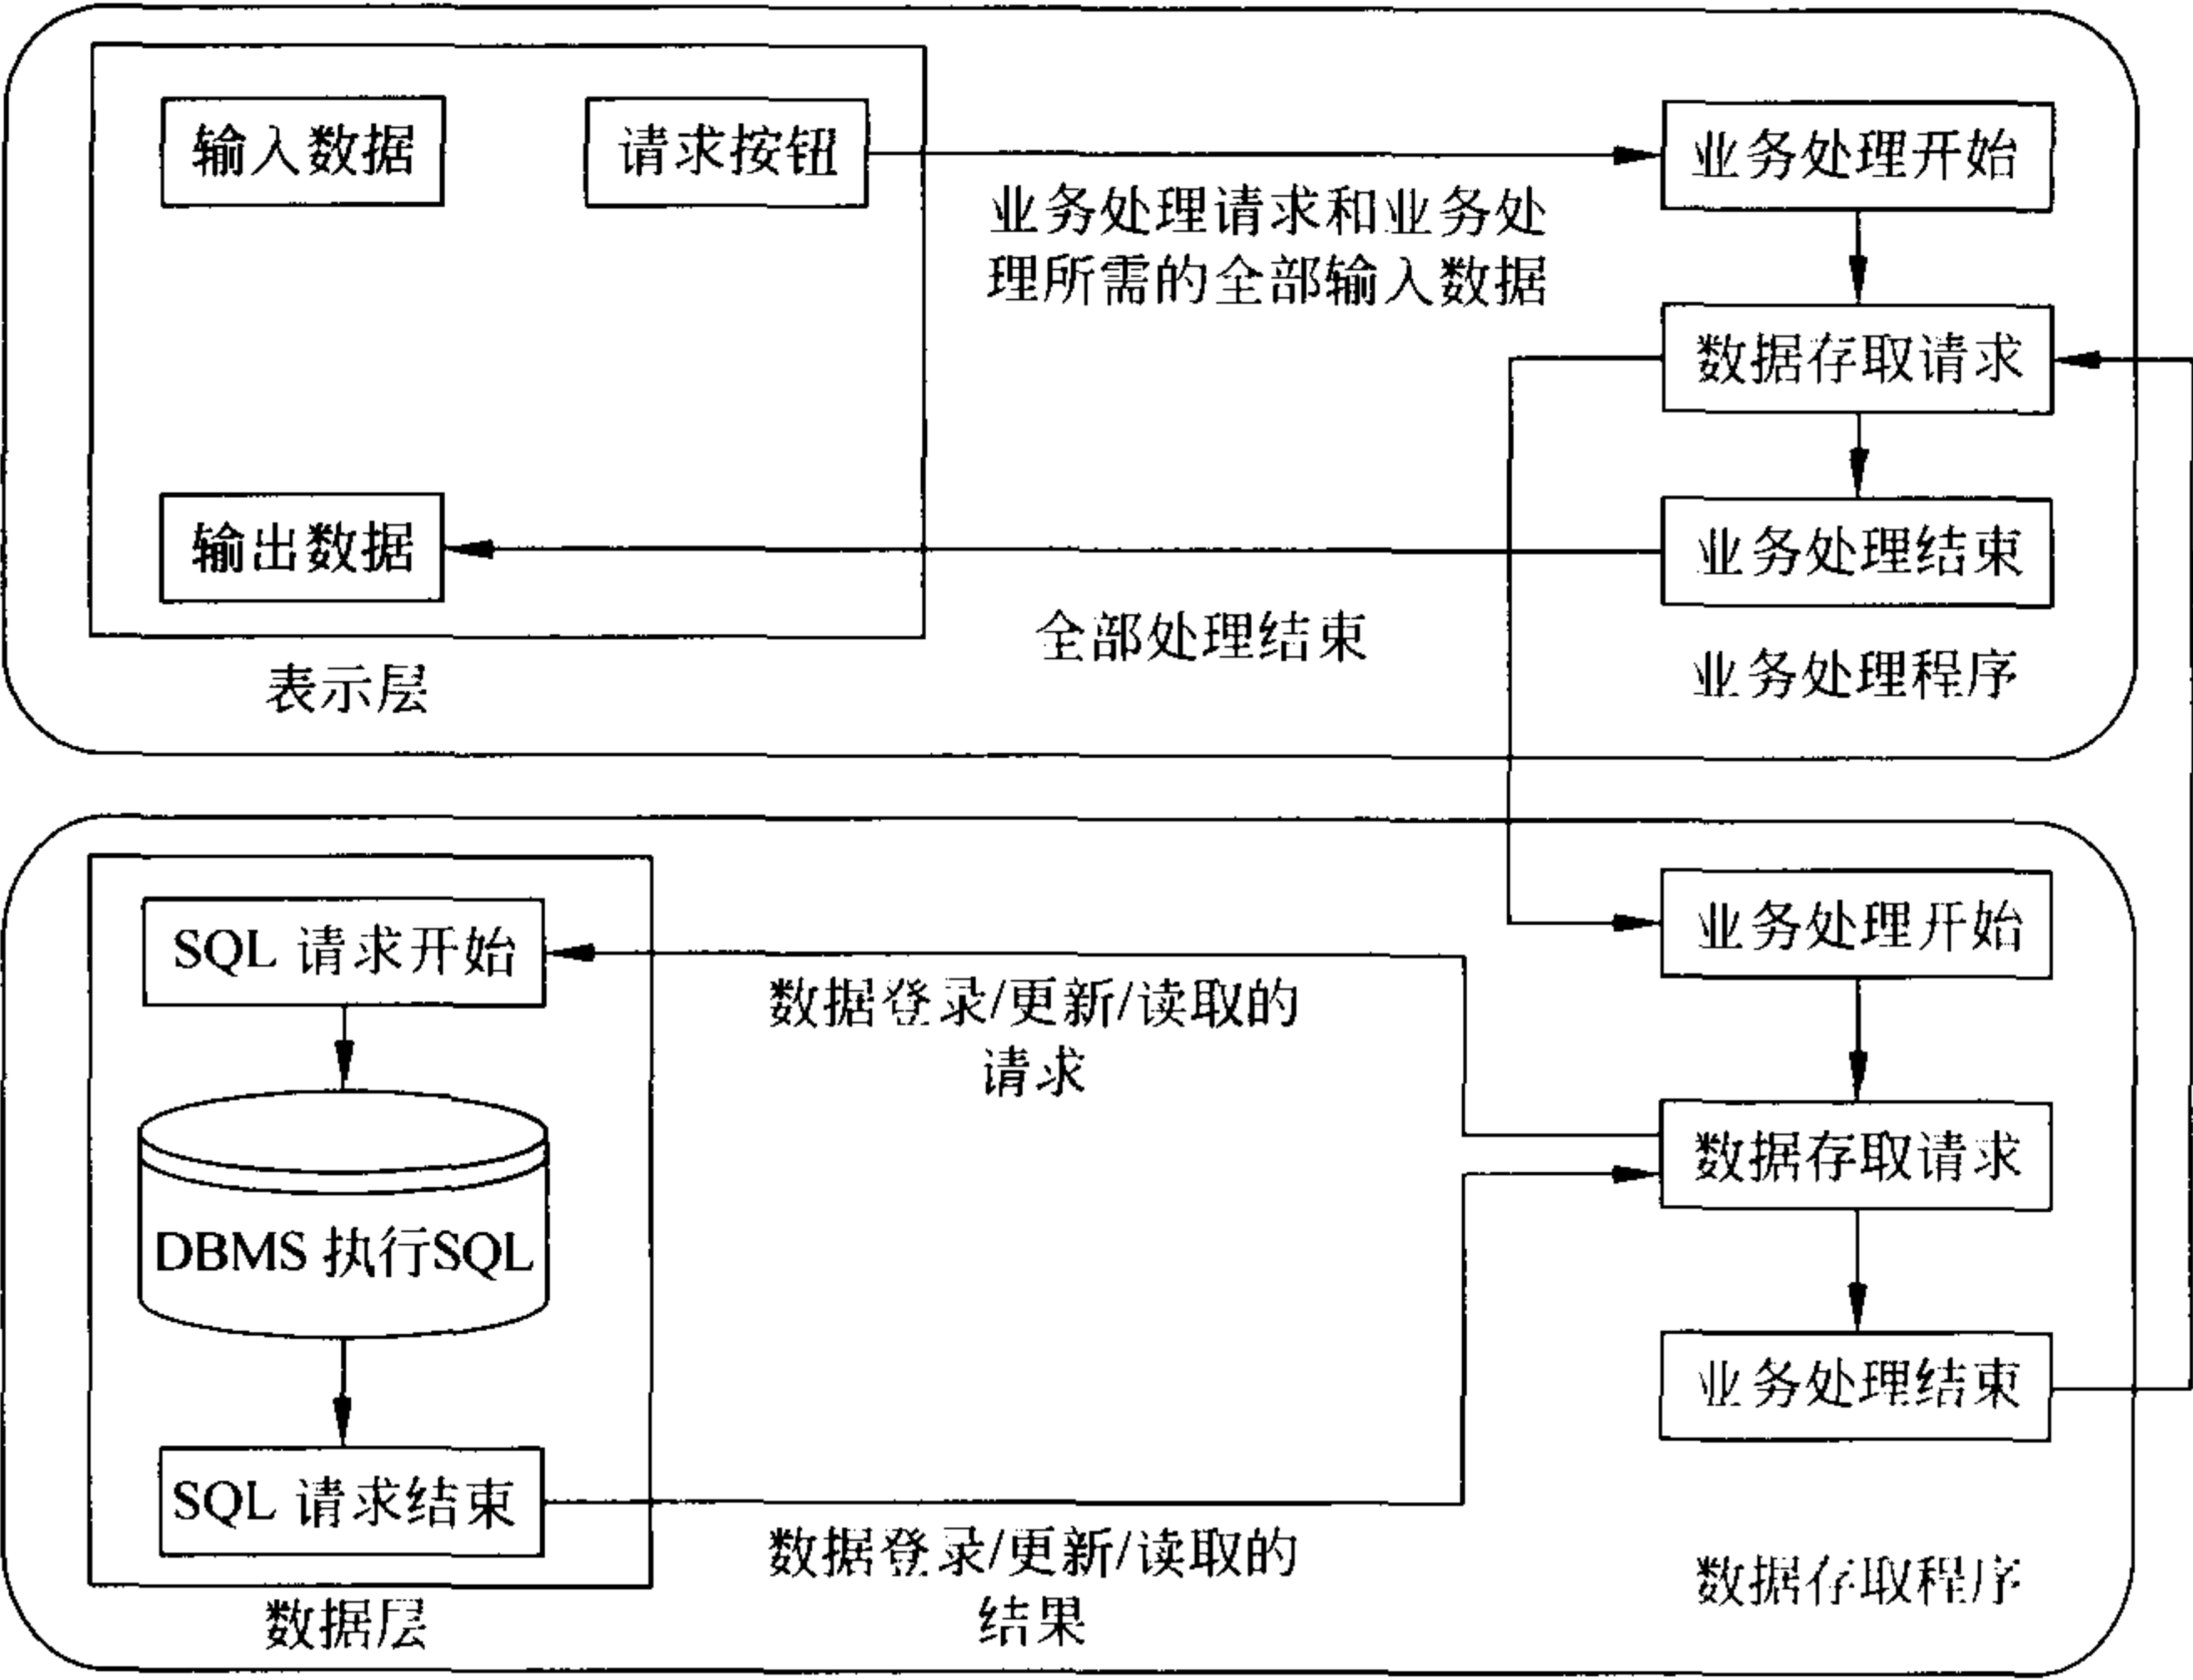 输入数据
请求按钮
业务处理开始
业务处理请求和业务处
理所需的全部输入数据
数据存取请求
输出数据
业务处理结束
全部处理结束
表示层
业务处理程序
业务处理开始
SQL 请求开始
数据登录/更新/读取的
请求
数据存取请求
DBMS 执行SQL
业务处理结束
SQL 请求结束
数据登录/更新/读取的
结果
数据存取程序
数据层